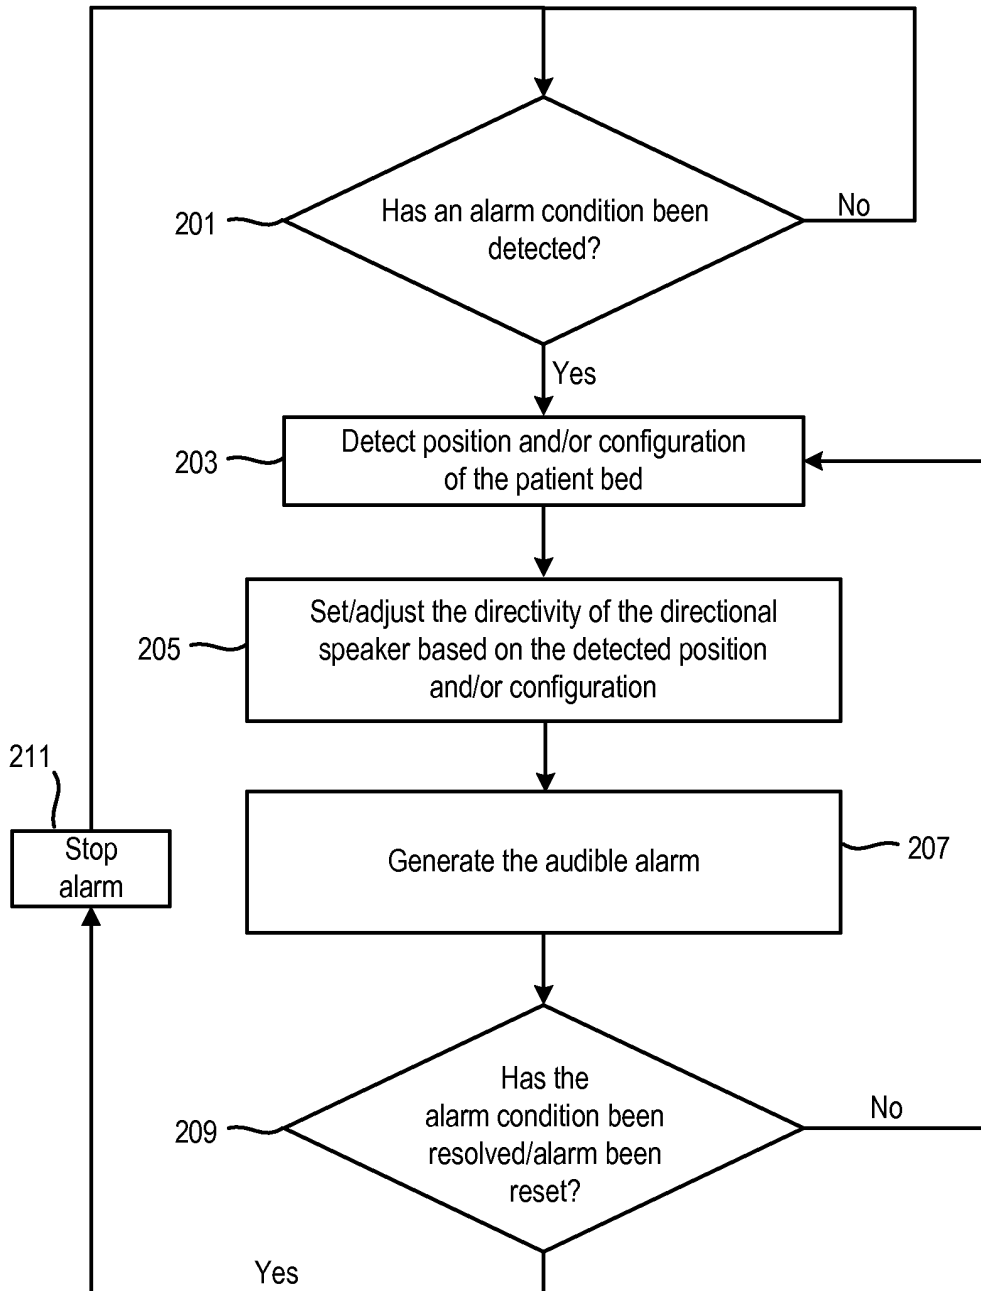 201
Has an alarm condition been
detected?
No
Yes
203
Detect position and/or configuration
of the patient bed
205
Set/adjust the directivity of the directional
speaker based on the detected position
and/or configuration
211
Stop
alarm
Generate the audible alarm
207
209
Has the
alarm condition been
resolved/alarm been
reset?
No
Yes